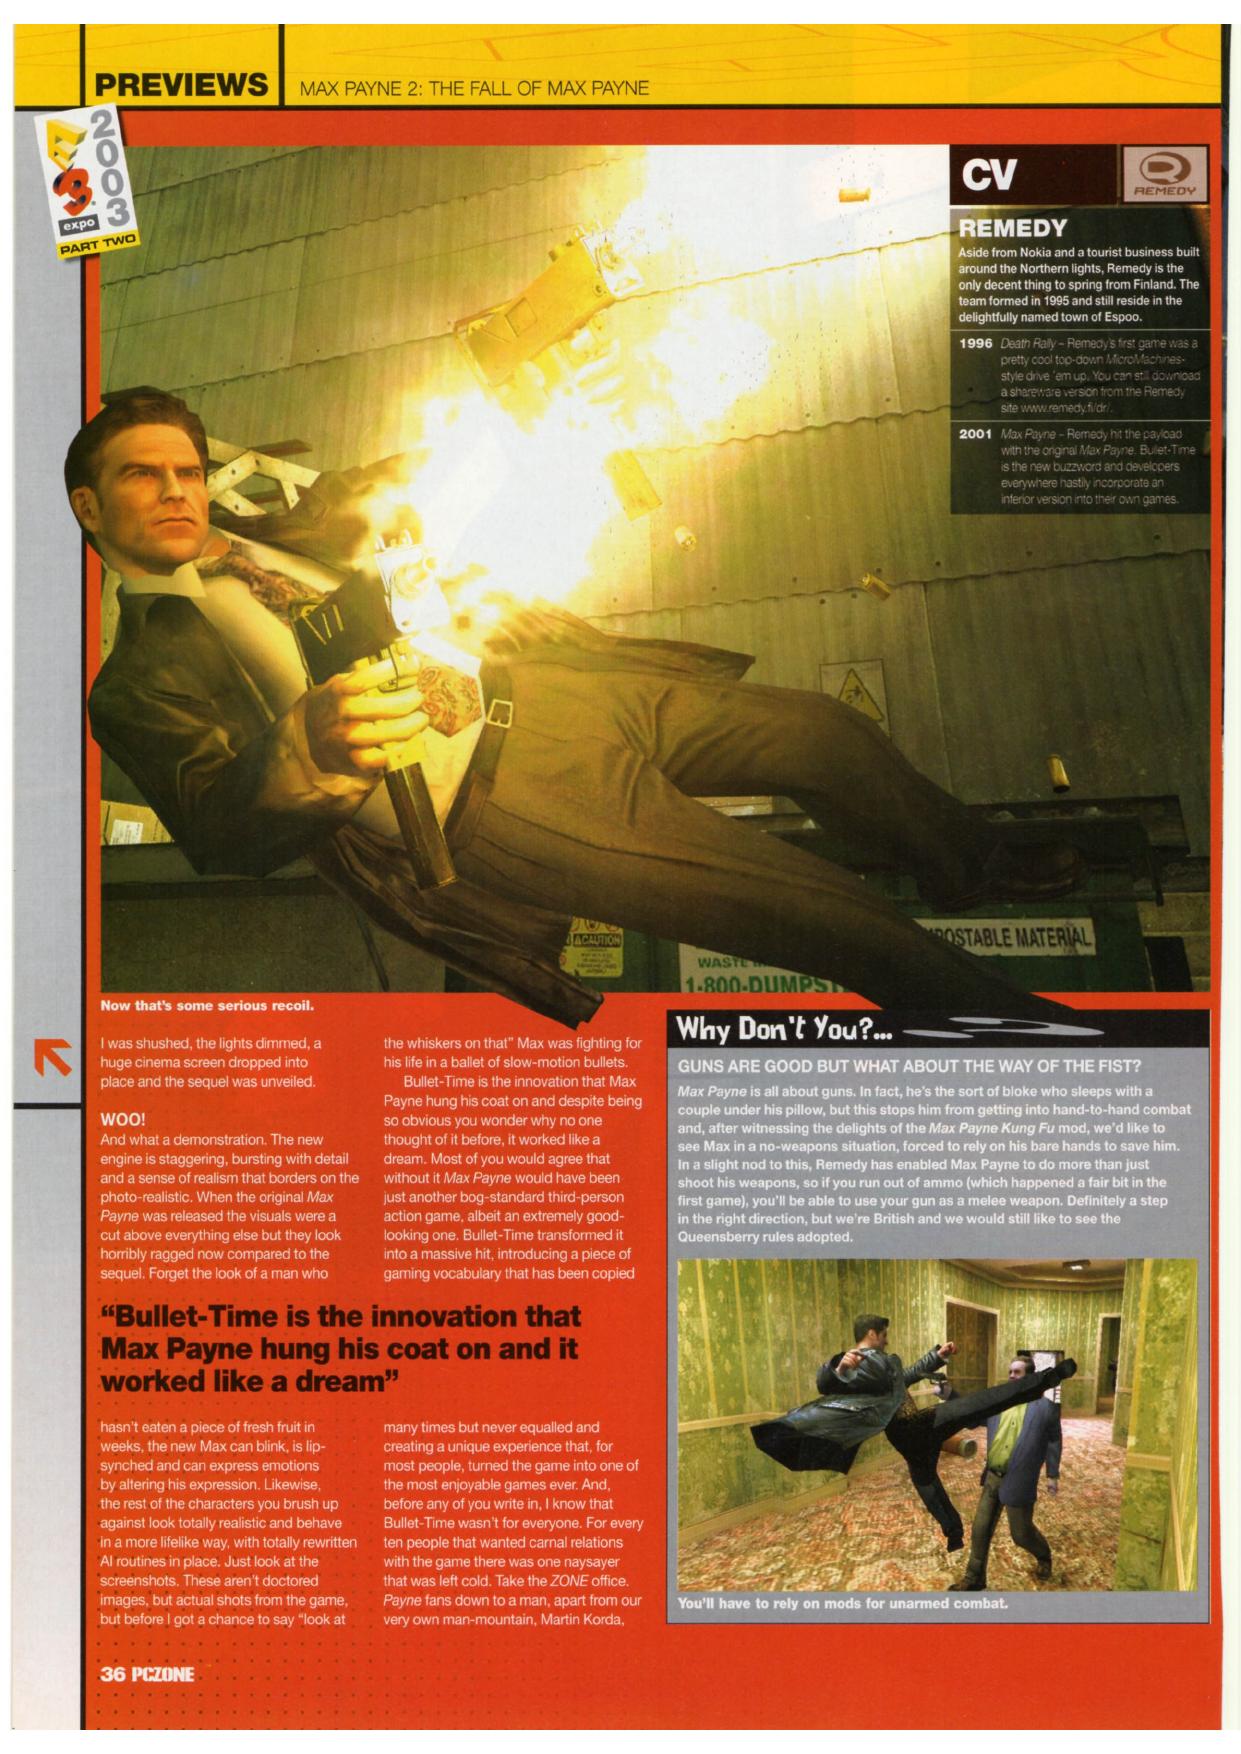 PREVIEWS
MAX PAYNE 2: THE FALL OF MAX PAYNE
E3
expo
2003
PART TWO
CV
REMEDY
REMEDY
Aside from Nokia and a tourist business built
around the Northern lights, Remedy is the
only decent thing to spring from Finland. The
team formed in 1995 and still reside in the
delightfully named town of Espoo.
1996 Death Rally – Remedy's first game was a
pretty cool top-down MicroMachines-
style drive 'em up. You can still download
a shareware version from the Remedy
site www.remedy.fi/dr/.
2001 Max Payne – Remedy hit the payload
with the original Max Payne. Bullet-Time
is the new buzzword and developers
everywhere hastily incorporate an
inferior version into their own games.
CAUTION
WASTE
1-800-DUMPST
POSTABLE MATERIAL
Now that's some serious recoil.
I was shushed, the lights dimmed, a
huge cinema screen dropped into
place and the sequel was unveiled.
WOO!
And what a demonstration. The new
engine is staggering, bursting with detail
and a sense of realism that borders on the
photo-realistic. When the original Max
Payne was released the visuals were a
cut above everything else but they look
horribly ragged now compared to the
sequel. Forget the look of a man who
hasn't eaten a piece of fresh fruit in
weeks, the new Max can blink, is lip-
synched and can express emotions
by altering his expression. Likewise,
the rest of the characters you brush up
against look totally realistic and behave
in a more lifelike way, with totally rewritten
AI routines in place. Just look at the
screenshots. These aren't doctored
images, but actual shots from the game,
but before I got a chance to say "look at
the whiskers on that" Max was fighting for
his life in a ballet of slow-motion bullets.
Bullet-Time is the innovation that Max
Payne hung his coat on and despite being
so obvious you wonder why no one
thought of it before, it worked like a
dream. Most of you would agree that
without it Max Payne would have been
just another bog-standard third-person
action game, albeit an extremely good-
looking one. Bullet-Time transformed it
into a massive hit, introducing a piece of
gaming vocabulary that has been copied
many times but never equalled and
creating a unique experience that, for
most people, turned the game into one of
the most enjoyable games ever. And,
before any of you write in, I know that
Bullet-Time wasn't for everyone. For every
ten people that wanted carnal relations
with the game there was one naysayer
that was left cold. Take the ZONE office.
Payne fans down to a man, apart from our
very own man-mountain, Martin Korda,
"Bullet-Time is the innovation that
Max Payne hung his coat on and it
worked like a dream"
Why Don't You?...
GUNS ARE GOOD BUT WHAT ABOUT THE WAY OF THE FIST?
Max Payne is all about guns. In fact, he's the sort of bloke who sleeps with a
couple under his pillow, but this stops him from getting into hand-to-hand combat
and, after witnessing the delights of the Max Payne Kung Fu mod, we'd like to
see Max in a no-weapons situation, forced to rely on his bare hands to save him.
In a slight nod to this, Remedy has enabled Max Payne to do more than just
shoot his weapons, so if you run out of ammo (which happened a fair bit in the
first game), you'll be able to use your gun as a melee weapon. Definitely a step
in the right direction, but we're British and we would still like to see the
Queensberry rules adopted.
You'll have to rely on mods for unarmed combat.
36 PCZONE